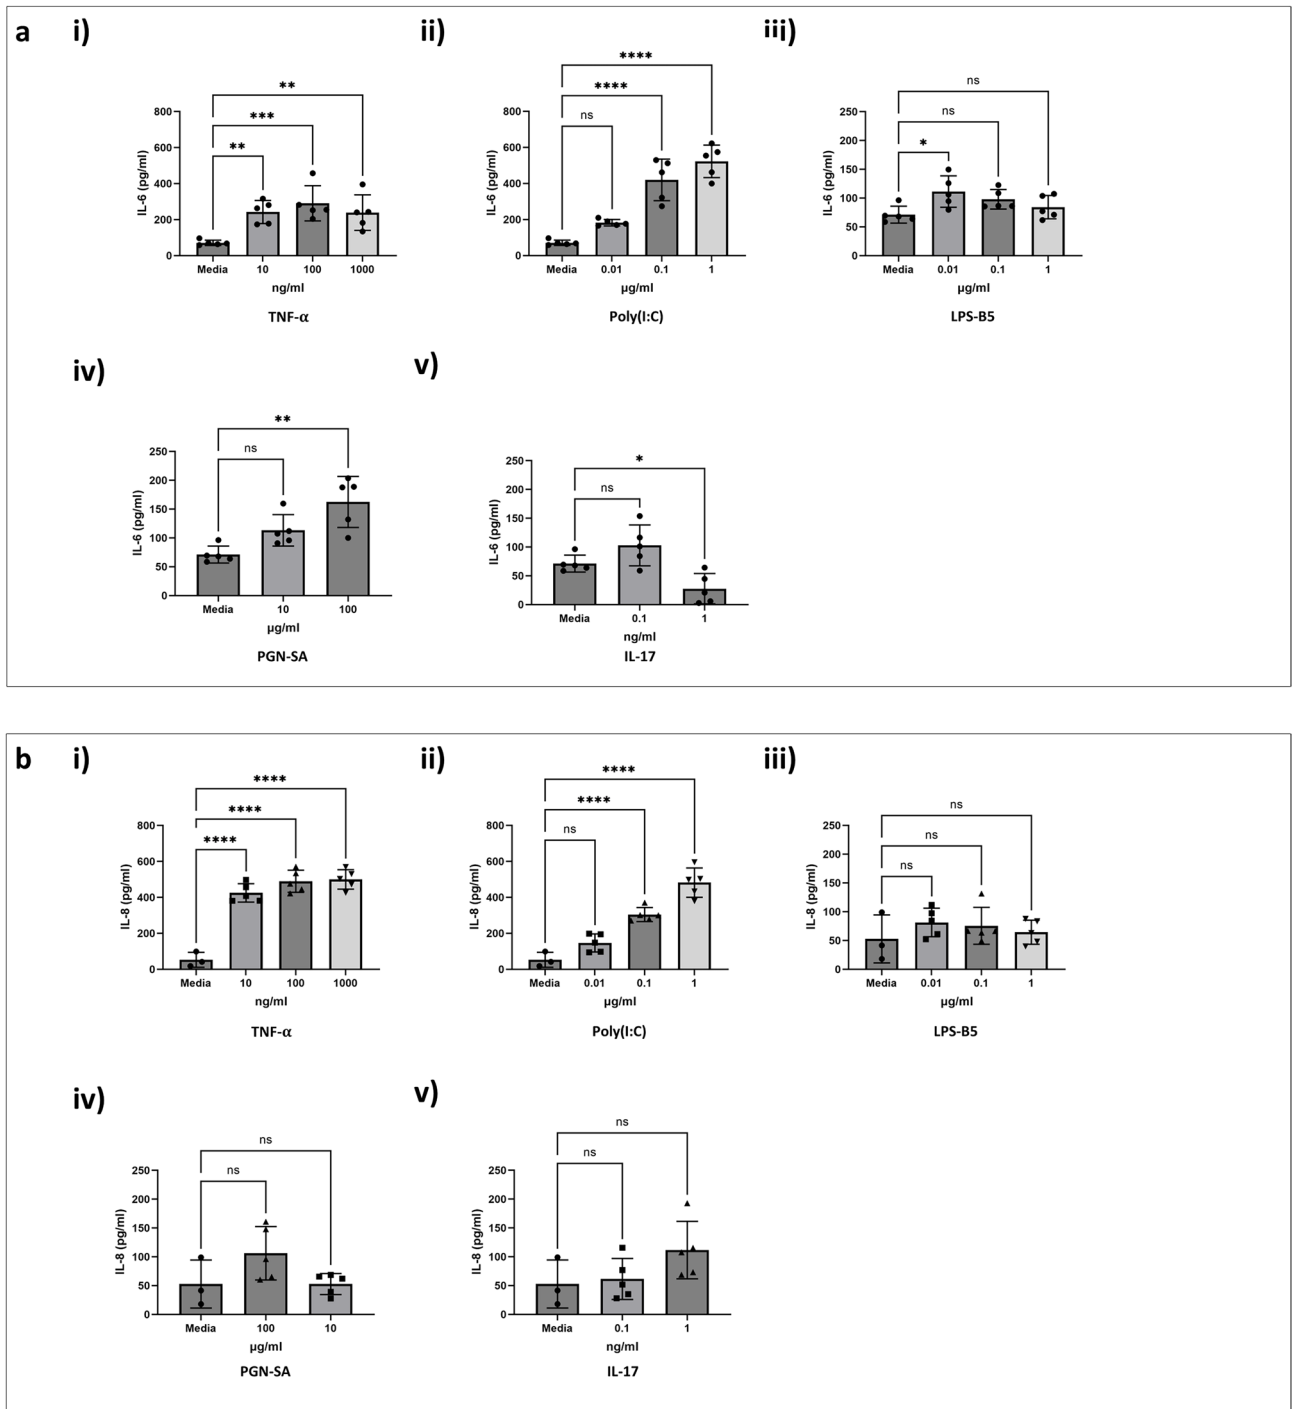 a
i)
**
***
**
800
600
400
200
0
IL-6 (pg/ml)
Media 10 100 1000
ng/ml
TNF-α
ii)
****
****
ns
800
600
400
200
0
IL-6 (pg/ml)
Media 0.01 0.1 1
µg/ml
Poly(I:C)
iii)
ns
ns
*
250
200
150
100
50
0
IL-6 (pg/ml)
Media 0.01 0.1 1
µg/ml
LPS-B5
iv)
**
ns
250
200
150
100
50
0
IL-6 (pg/ml)
Media 10 100
µg/ml
PGN-SA
v)
*
ns
250
200
150
100
50
0
IL-6 (pg/ml)
Media 0.1 1
ng/ml
IL-17
b
i)
****
****
****
800
600
400
200
0
IL-8 (pg/ml)
Media 10 100 1000
ng/ml
TNF-α
ii)
****
****
ns
800
600
400
200
0
IL-8 (pg/ml)
Media 0.01 0.1 1
µg/ml
Poly(I:C)
iii)
ns
ns
ns
250
200
150
100
50
0
IL-8 (pg/ml)
Media 0.01 0.1 1
µg/ml
LPS-B5
iv)
ns
ns
250
200
150
100
50
0
IL-8 (pg/ml)
Media 100 10
µg/ml
PGN-SA
v)
ns
ns
250
200
150
100
50
0
IL-8 (pg/ml)
Media 0.1 1
ng/ml
IL-17